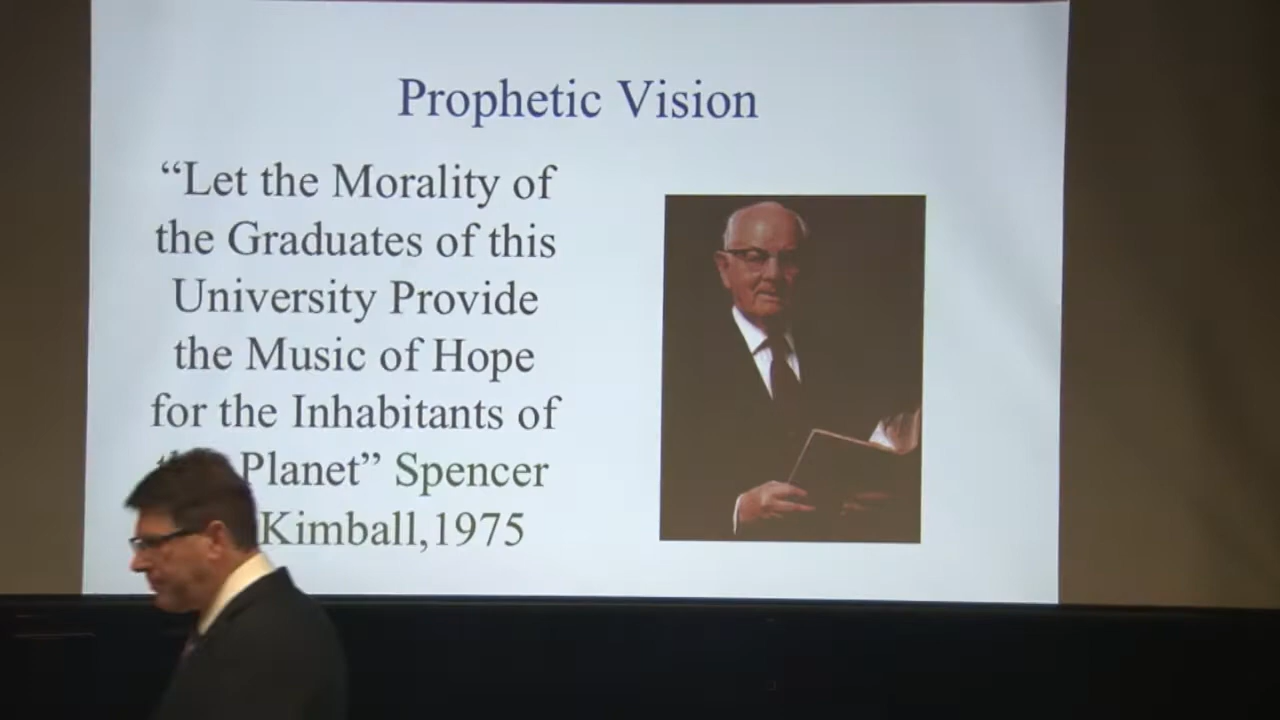 Prophetic Vision
“Let the Morality of
the Graduates of this
University Provide
the Music of Hope
for the Inhabitants of
Planet” Spencer
Kimball,1975